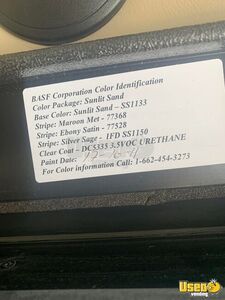 BASF Corporation Color Identification
Color Package: Sunlit Sand
Base Color: Sunlit Sand – SS1133
Stripe: Maroon Met - 77368
Stripe: Ebony Satin - 77528
Stripe: Silver Sage - IFD SS1150
Clear Coat – DC5335 3.5VOC URETHANE
Paint Date:
For Color information Call: 1-662-454-3273
Used
vending